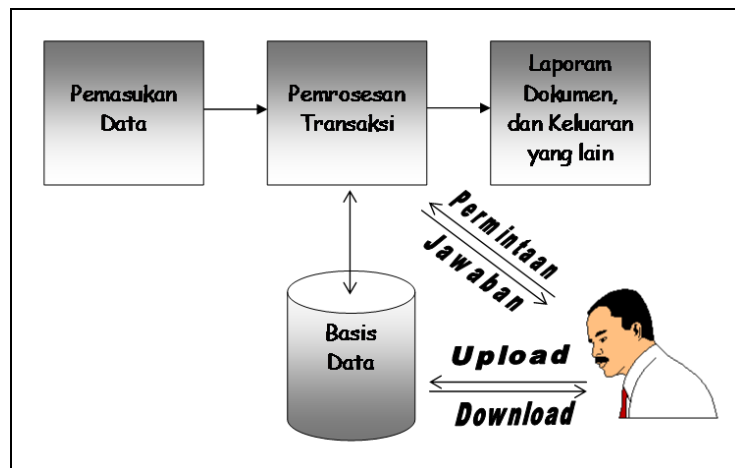 Pemasukan
Data
Pemrosesan
Transaksi
Laporam
Dokumen,
dan Keluaran
yang lain
Permintaan
Jawaban
Basis
Data
Upload
Download